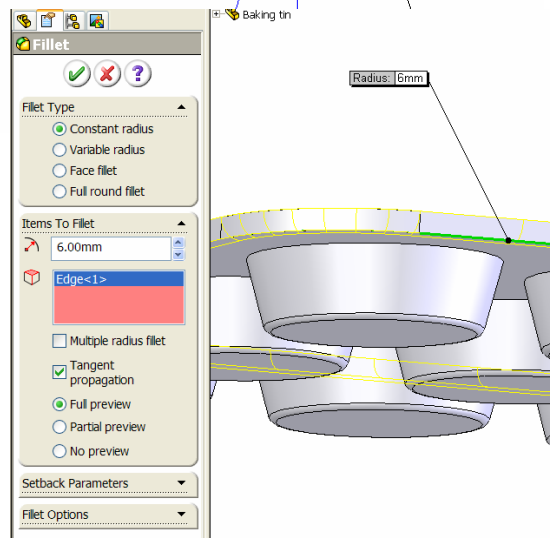 Baking tin
Fillet
?
Radius: 6mm
Fillet Type
Constant radius
Variable radius
Face fillet
Full round fillet
Items To Fillet
6.00mm
Edge<1>
Multiple radius fillet
Tangent
propagation
Full preview
Partial preview
No preview
Setback Parameters
Fillet Options